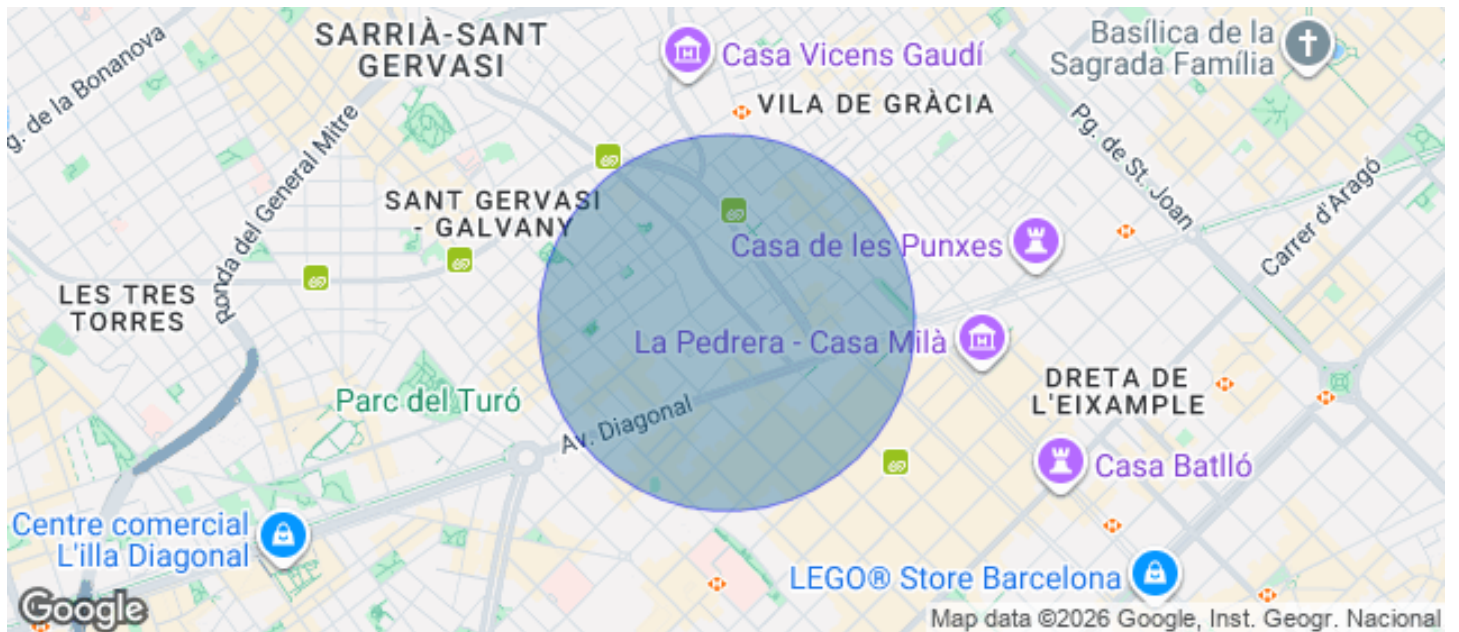 SARRIÀ-SANT
GERVASI
Casa Vicens Gaudí
Basílica de la
Sagrada Família
g. de la Bonanova
VILA DE GRÀCIA
Ronda del General Mitre
Pg. de St. Joan
SANT GERVASI
- GALVANY
Carrer d'Aragó
Casa de les Punxes
LES TRES
TORRES
La Pedrera - Casa Milà
DRETA DE
L'EIXAMPLE
Parc del Turó
Av. Diagonal
Casa Batlló
Centre comercial
L'illa Diagonal
LEGO® Store Barcelona
Google
Map data ©2026 Google, Inst. Geogr. Nacional